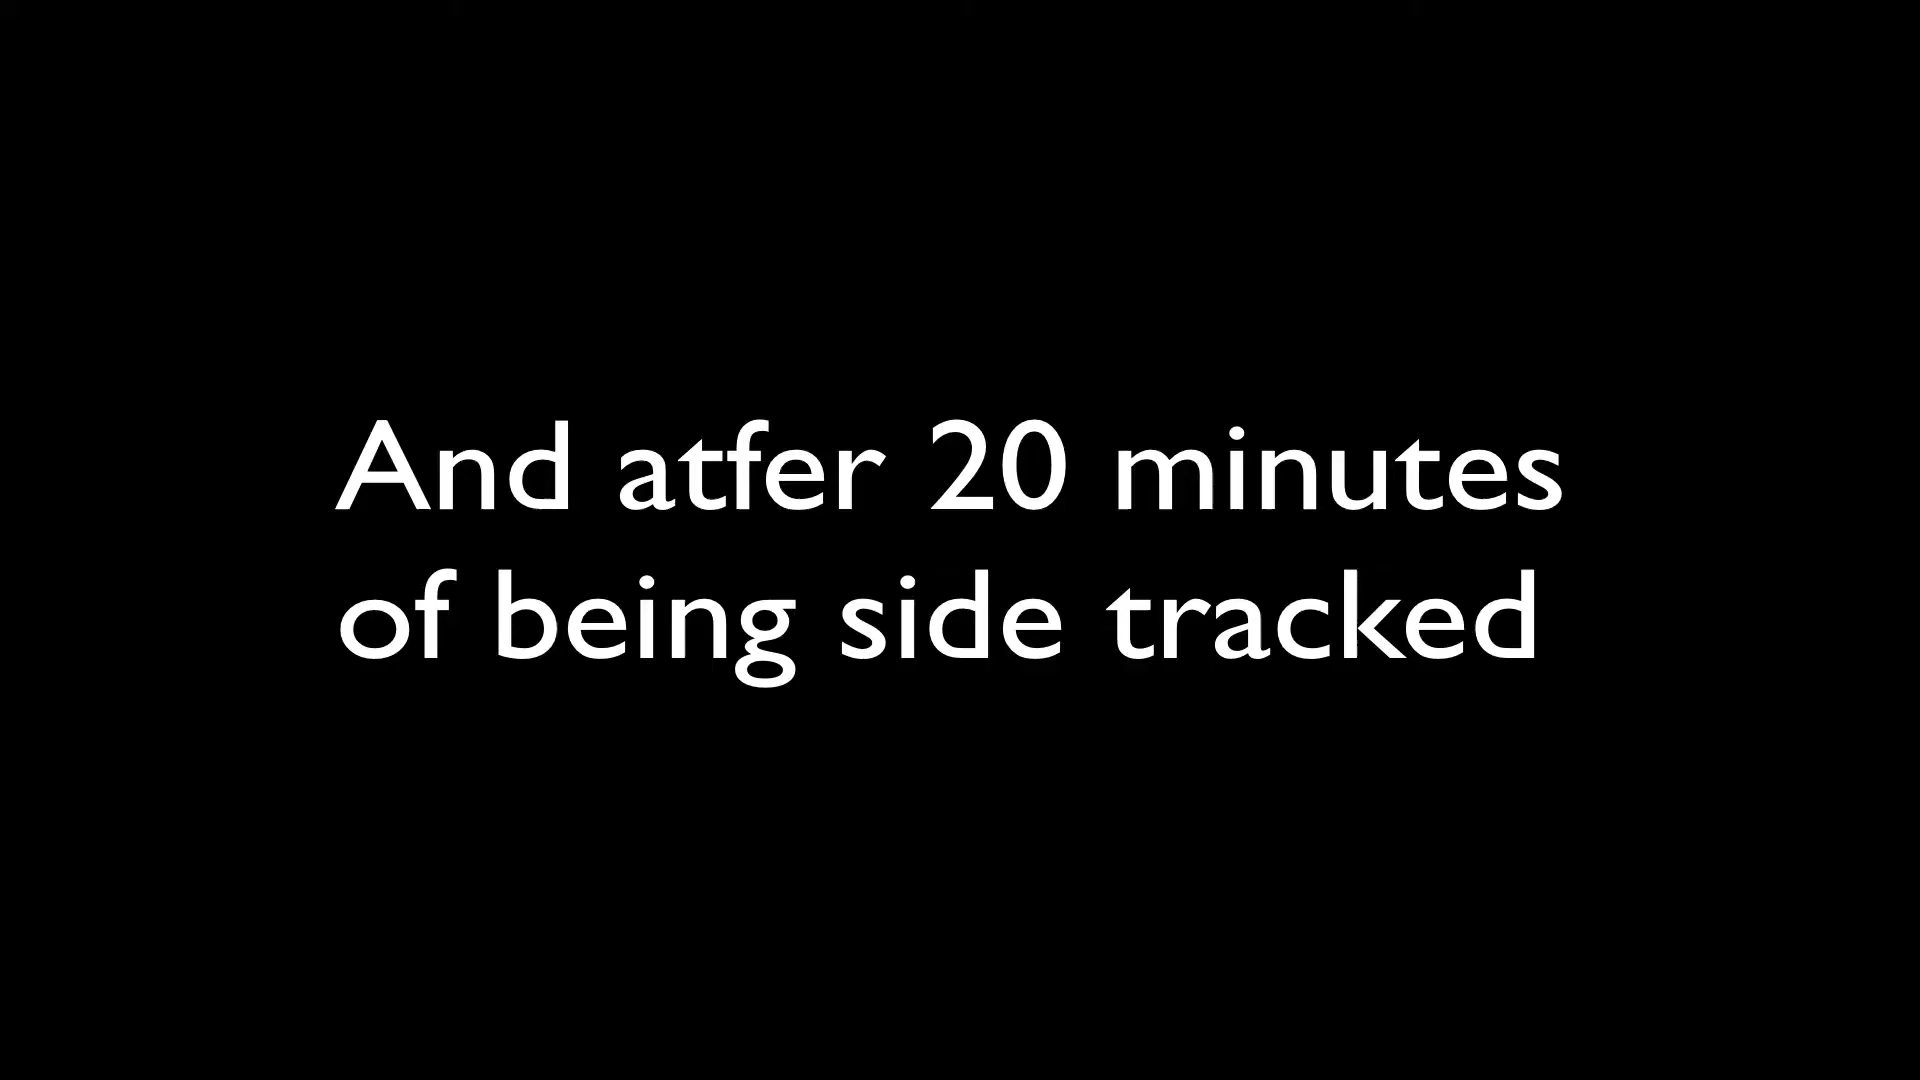 And atfer 20 minutes
of being side tracked